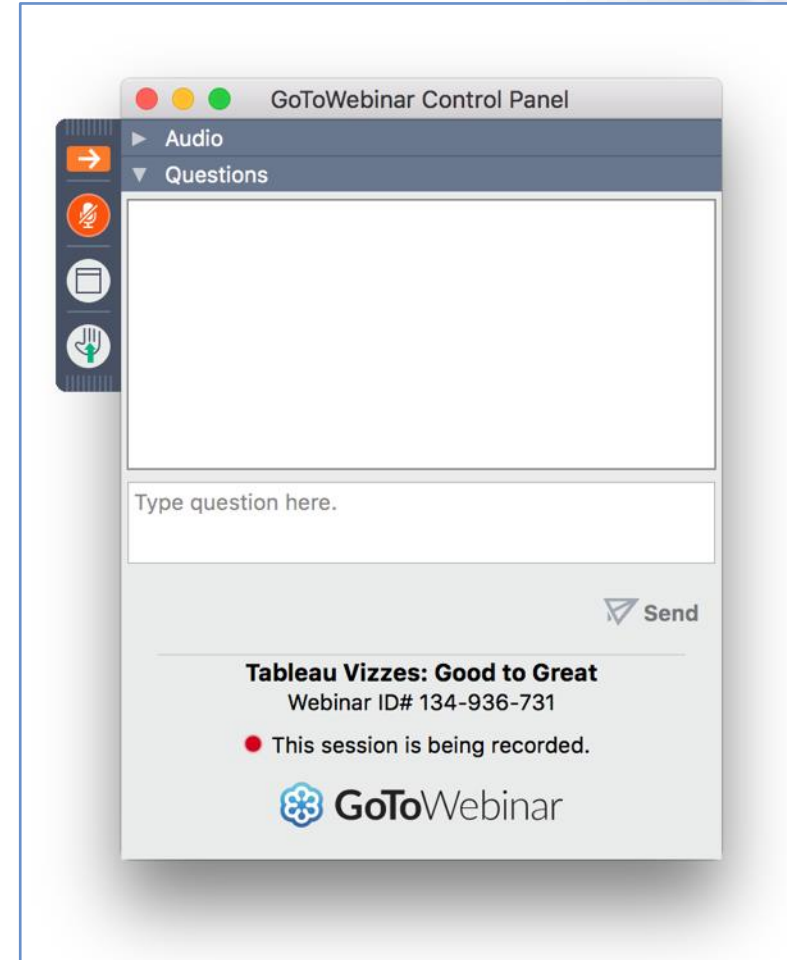 GoToWebinar Control Panel
Audio
Questions
Type question here.
Send
Tableau Vizzes: Good to Great
Webinar ID# 134-936-731
This session is being recorded.
GoToWebinar